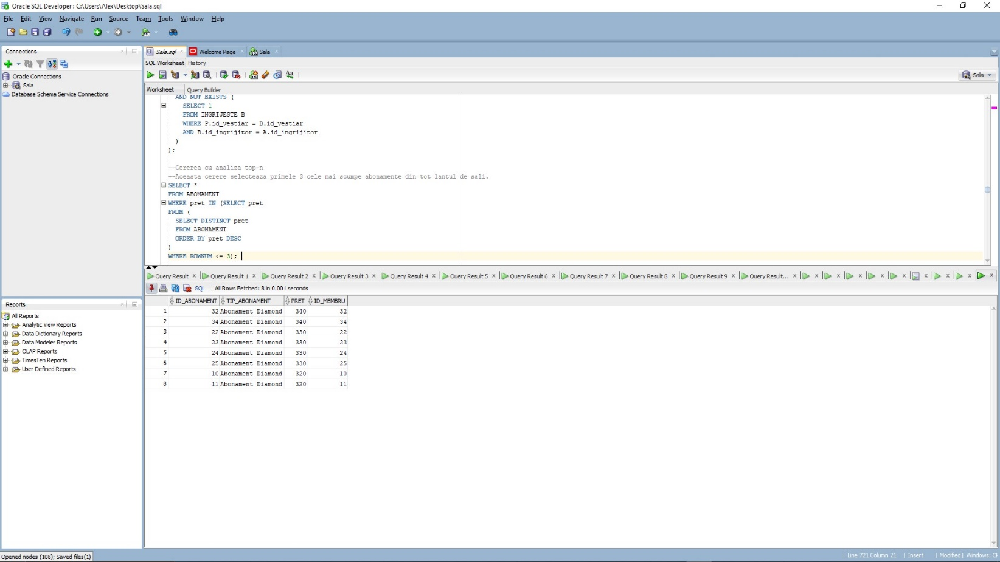 Oracle SQL Developer : C:\Users\Alex\Desktop\Sala.sql
File Edit View Navigate Run Source Team Tools Window Help
Connections
Oracle Connections
Sala
Database Schema Service Connections
Reports
All Reports
Analytic View Reports
Data Dictionary Reports
Data Modeler Reports
OLAP Reports
TimesTen Reports
User Defined Reports
Sala.sql Welcome Page Sala
SQL Worksheet History
Sala
Worksheet Query Builder
AND NOT EXISTS (
SELECT 1
FROM INGRIJESTE B
WHERE P.id_vestiar = B.id_vestiar
AND B.id_ingrijitor = A.id_ingrijitor
)
);
--Cererea cu analiza top-n
--Aceasta cerere selecteaza primele 3 cele mai scumpe abonamente din tot lantul de sali.
SELECT *
FROM ABONAMENT
WHERE pret IN (SELECT pret
FROM (
SELECT DISTINCT pret
FROM ABONAMENT
ORDER BY pret DESC
)
WHERE ROWNUM <= 3);
Query Result Query Result 1 Query Result 2 Query Result 3 Query Result 4 Query Result 5 Query Result 6 Query Result 7 Query Result 8 Query Result 9 Query Result...
SQL | All Rows Fetched: 8 in 0.001 seconds
ID_ABONAMENT TIP_ABONAMENT PRET ID_MEMBRU
1 32 Abonament Diamond 340 32
2 34 Abonament Diamond 340 34
3 22 Abonament Diamond 330 22
4 23 Abonament Diamond 330 23
5 24 Abonament Diamond 330 24
6 25 Abonament Diamond 330 25
7 10 Abonament Diamond 320 10
8 11 Abonament Diamond 320 11
Opened nodes (108); Saved files(1)
| Line 721 Column 21 | Insert | Modified | Windows: C